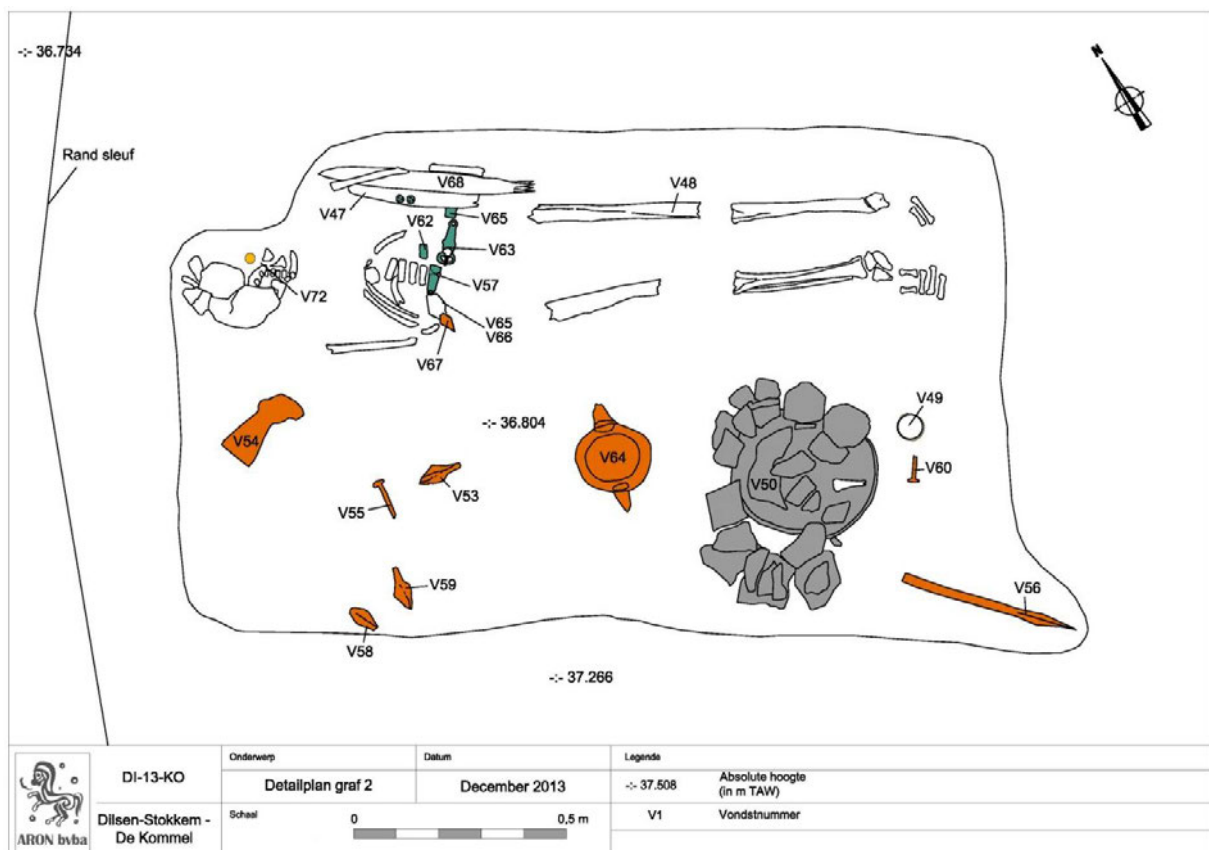 -:- 36.734
N
Rand sleuf
V68
V48
V47
V65
V62
V63
V72
V57
V65
V66
V67
V49
-:- 36.804
V54
V64
V60
V50
V53
V55
V59
V56
V58
-:- 37.266
Onderwerp
Datum
Legende
DI-13-KO
Detailplan graf 2
December 2013
-:- 37.508
Absolute hoogte
(in m TAW)
Dilsen-Stokkem -
De Kommel
Schaal
0
0,5 m
V1
Vondstnummer
ARON bvba